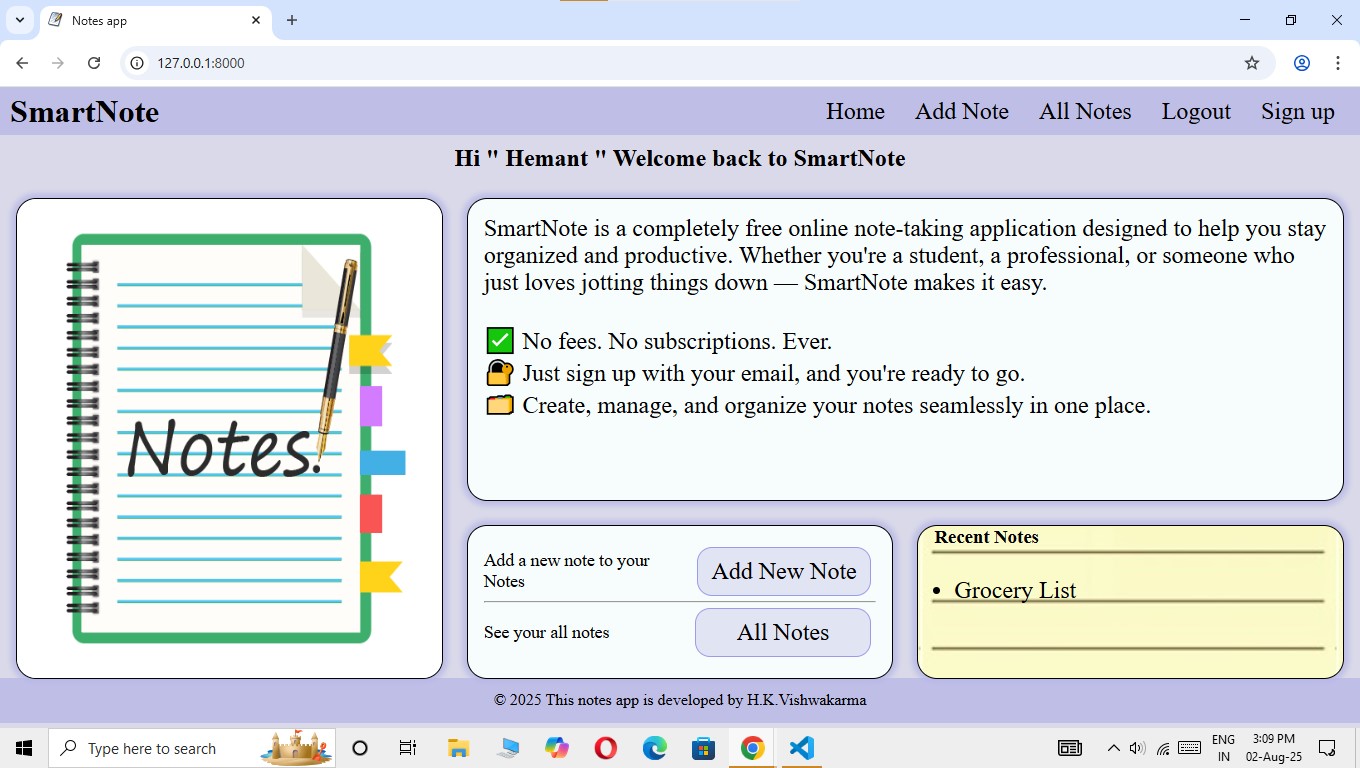 Notes app
127.0.0.1:8000
SmartNote
Home Add Note All Notes Logout Sign up
Hi " Hemant " Welcome back to SmartNote
Notes.
SmartNote is a completely free online note-taking application designed to help you stay
organized and productive. Whether you're a student, a professional, or someone who
just loves jotting things down — SmartNote makes it easy.
✅ No fees. No subscriptions. Ever.
🔐 Just sign up with your email, and you're ready to go.
🗂️ Create, manage, and organize your notes seamlessly in one place.
Add a new note to your
Notes
Add New Note
See your all notes
All Notes
Recent Notes
• Grocery List
© 2025 This notes app is developed by H.K.Vishwakarma
Type here to search
ENG
IN
3:09 PM
02-Aug-25